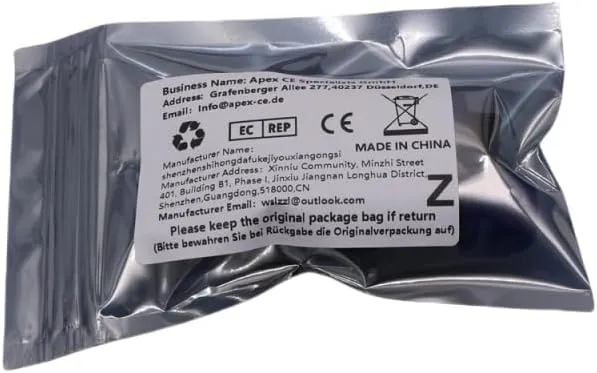 Business Name: Apex CE Specialists GmbH
Address: Grafenberger Allee 277,40237 Düsseldorf,DE
Email: Info@apex-ce.de
EC REP CE
MADE IN CHINA
Manufacturer Name:
shenzhenshihongdafukejiyouxiangongsi
Manufacturer Address: Xinniu Community, Minzhi Street
401, Building B1, Phase I, Jinxiu Jiangnan Longhua District,
Shenzhen,Guangdong,518000,CN
Manufacturer Email: wslzzl@outlook.com
Z
Please keep the original package bag if return
(Bitte bewahren Sie bei Rückgabe die Originalverpackung auf)